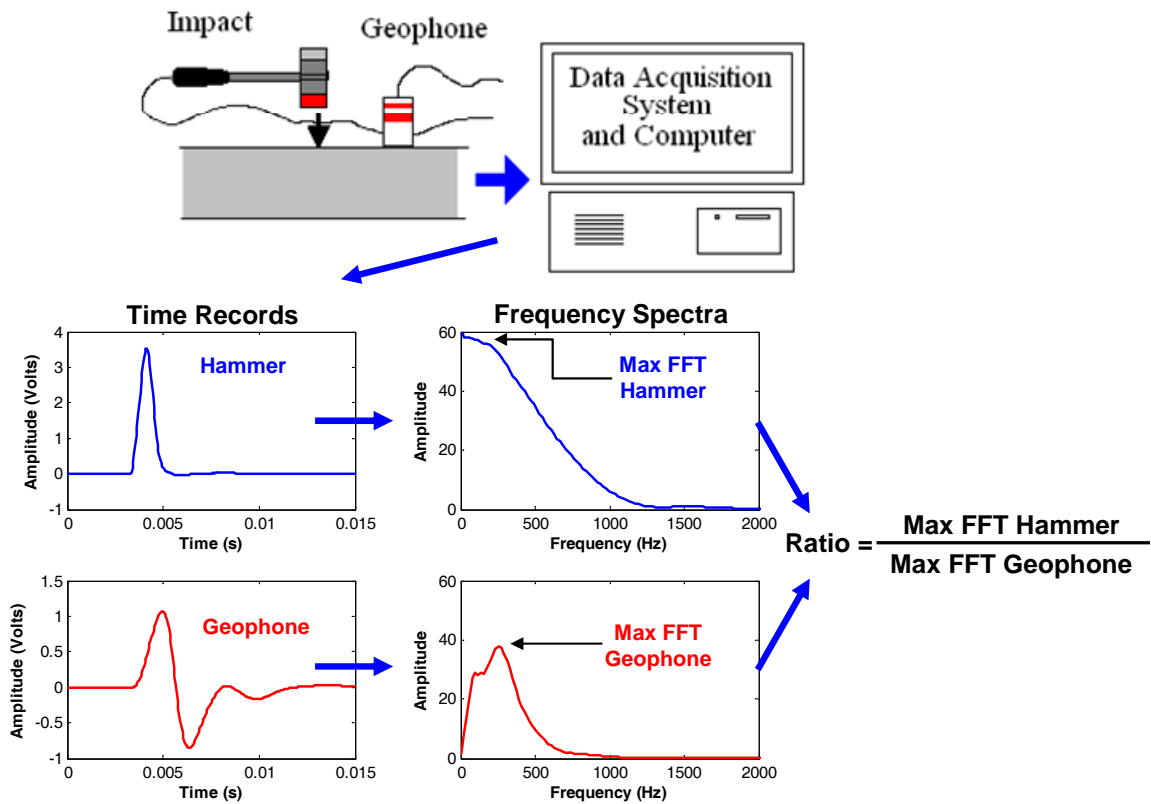 Impact
Geophone
Data Acquisition
System
and Computer
Time Records
Frequency Spectra
Amplitude (Volts)
4
3
2
1
0
-1
Hammer
0
0.005
0.01
0.015
Time (s)
Amplitude
60
40
20
0
Max FFT
Hammer
0
500
1000
1500
2000
Frequency (Hz)
Ratio = Max FFT Hammer
Max FFT Geophone
Amplitude (Volts)
1.5
1
0.5
0
-0.5
-1
Geophone
0
0.005
0.01
0.015
Time (s)
Amplitude
60
40
20
0
Max FFT
Geophone
0
500
1000
1500
2000
Frequency (Hz)